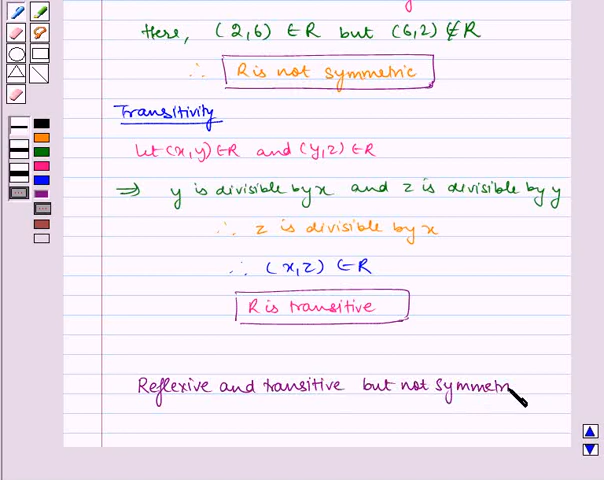 Here, (2,6) ∈ R but (6,2) ∉ R
∴ R is not symmetric
Transitivity
Let (x,y) ∈ R and (y,z) ∈ R
⇒ y is divisible by x and z is divisible by y
∴ z is divisible by x
∴ (x,z) ∈ R
R is transitive
Reflexive and transitive but not symmetr